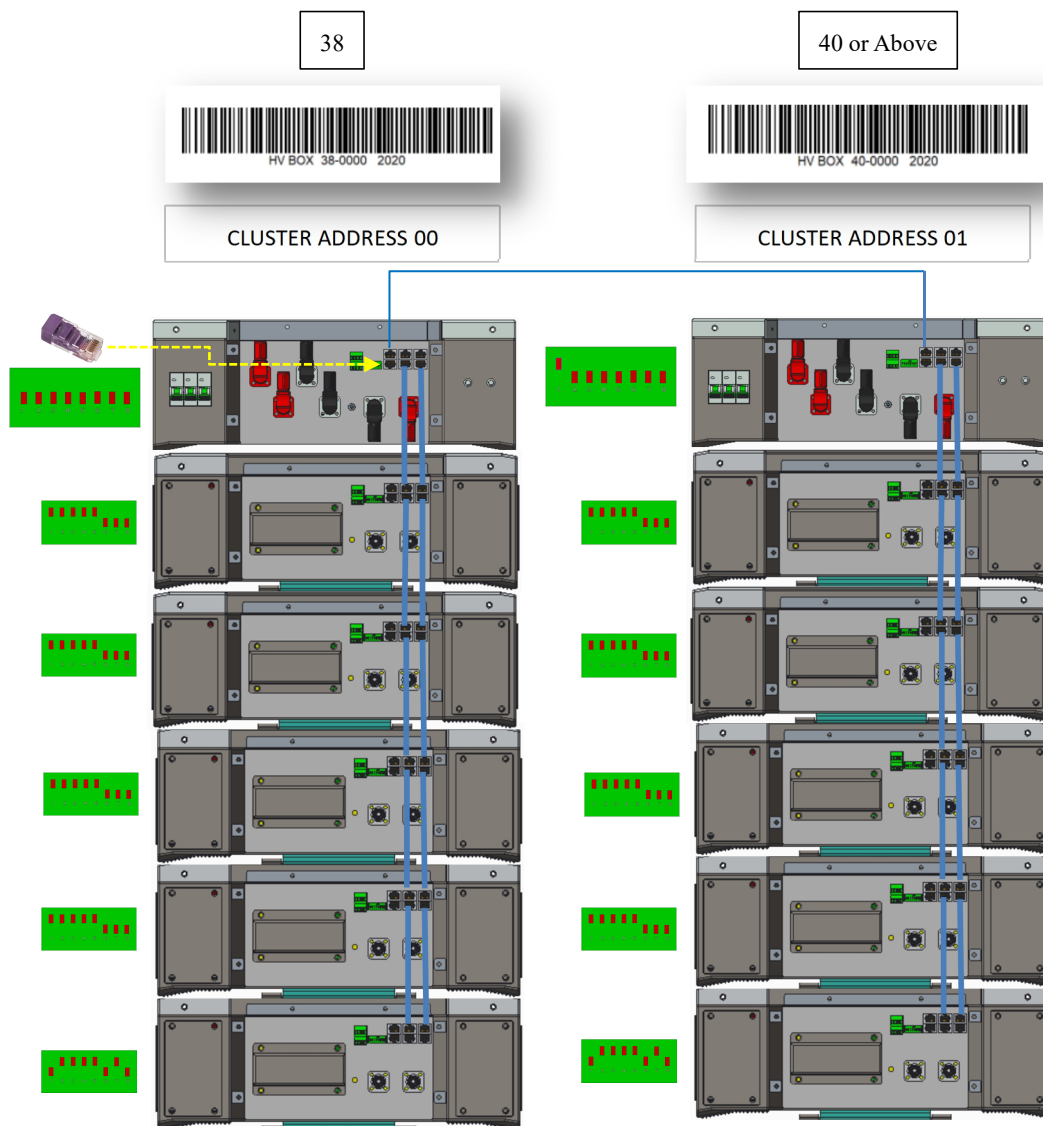 38
40 or Above
HV BOX 38-0000 2020
HV BOX 40-0000 2020
CLUSTER ADDRESS 00
CLUSTER ADDRESS 01